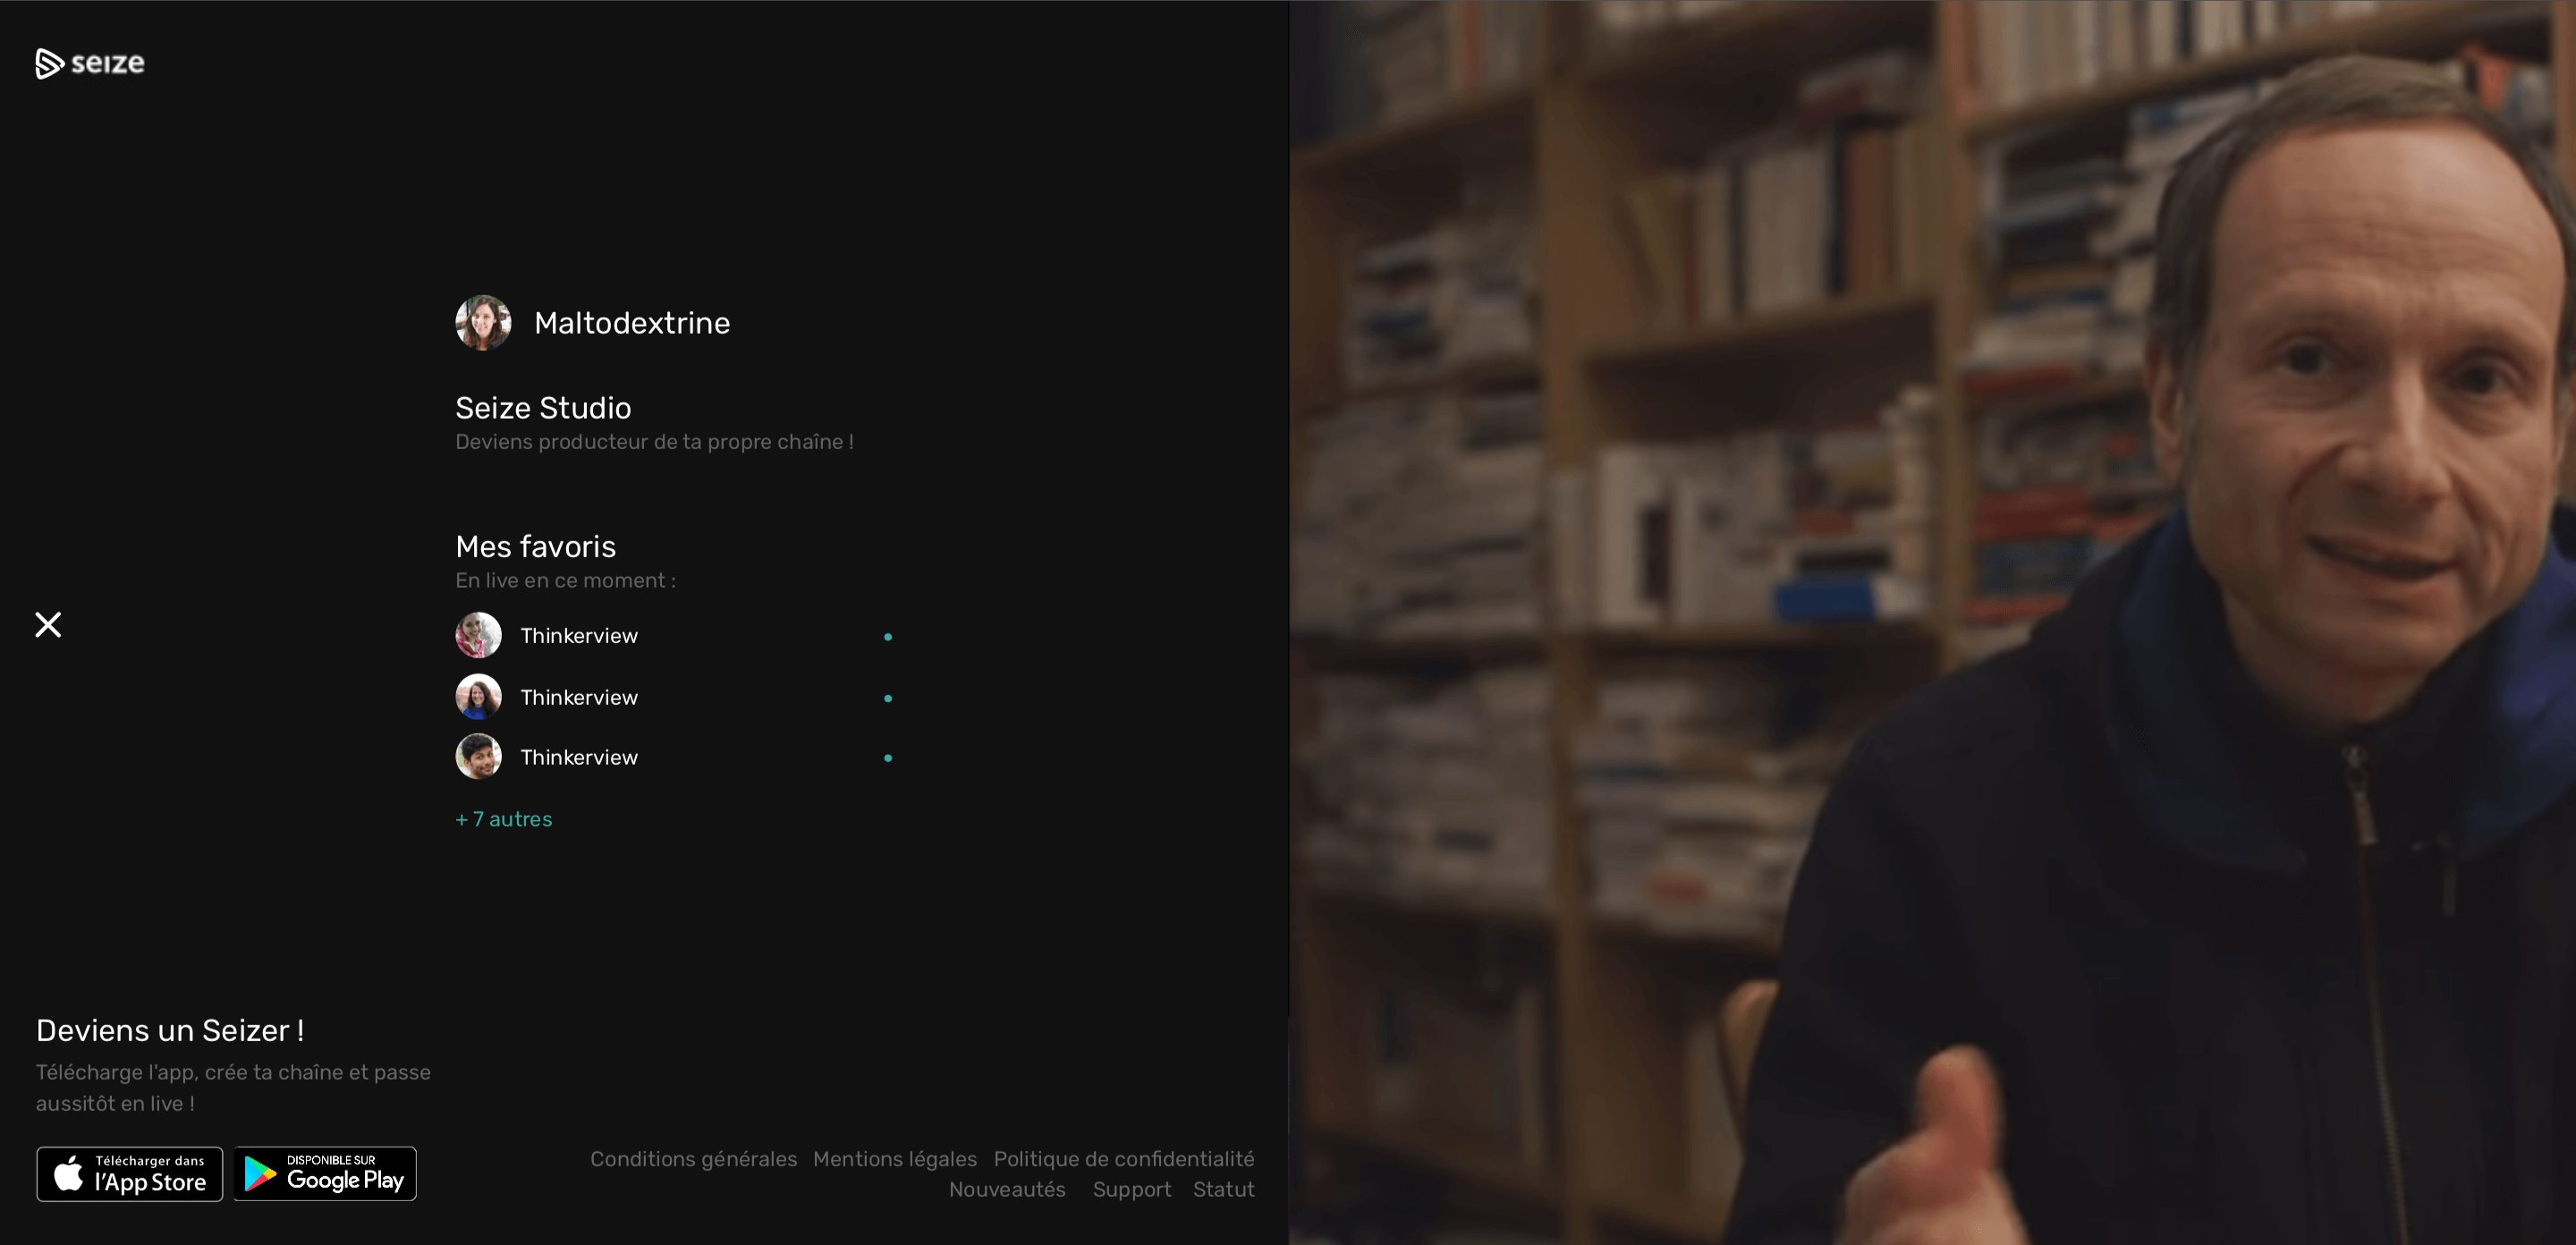 seize
Maltodextrine
Seize Studio
Deviens producteur de ta propre chaîne !
Mes favoris
En live en ce moment :
Thinkerview
Thinkerview
Thinkerview
+ 7 autres
Deviens un Seizer !
Télécharge l'app, crée ta chaîne et passe
aussitôt en live !
Télécharger dans
l'App Store
DISPONIBLE SUR
Google Play
Conditions générales Mentions légales Politique de confidentialité
Nouveautés Support Statut